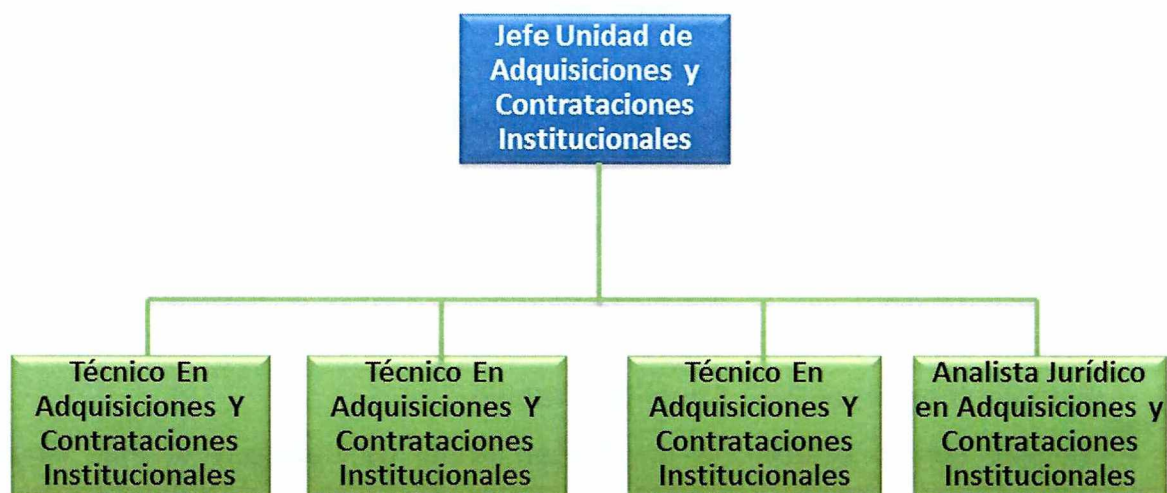 Jefe Unidad de
Adquisiciones y
Contrataciones
Institucionales
Técnico En
Adquisiciones Y
Contrataciones
Institucionales
Técnico En
Adquisiciones Y
Contrataciones
Institucionales
Técnico En
Adquisiciones Y
Contrataciones
Institucionales
Analista Jurídico
en Adquisiciones y
Contrataciones
Institucionales